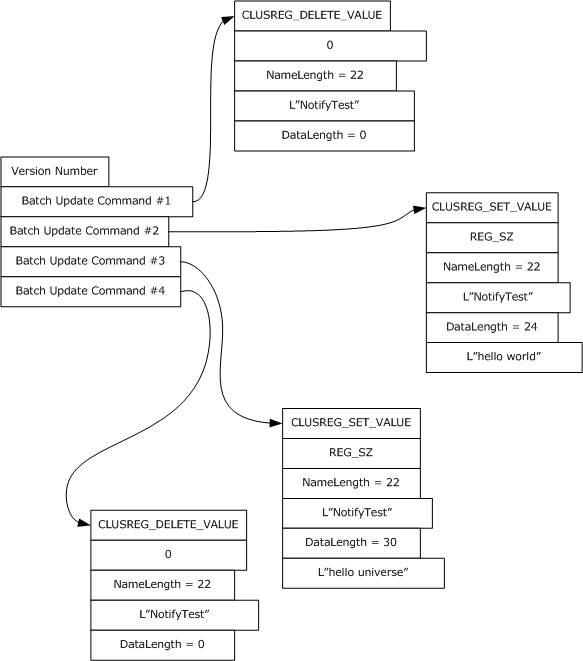 CLUSREG_DELETE_VALUE
0
NameLength = 22
L”NotifyTest”
DataLength = 0
Version Number
Batch Update Command #1
Batch Update Command #2
Batch Update Command #3
Batch Update Command #4
CLUSREG_SET_VALUE
REG_SZ
NameLength = 22
L”NotifyTest”
DataLength = 24
L”hello world”
CLUSREG_SET_VALUE
REG_SZ
NameLength = 22
L”NotifyTest”
DataLength = 30
L”hello universe”
CLUSREG_DELETE_VALUE
0
NameLength = 22
L”NotifyTest”
DataLength = 0